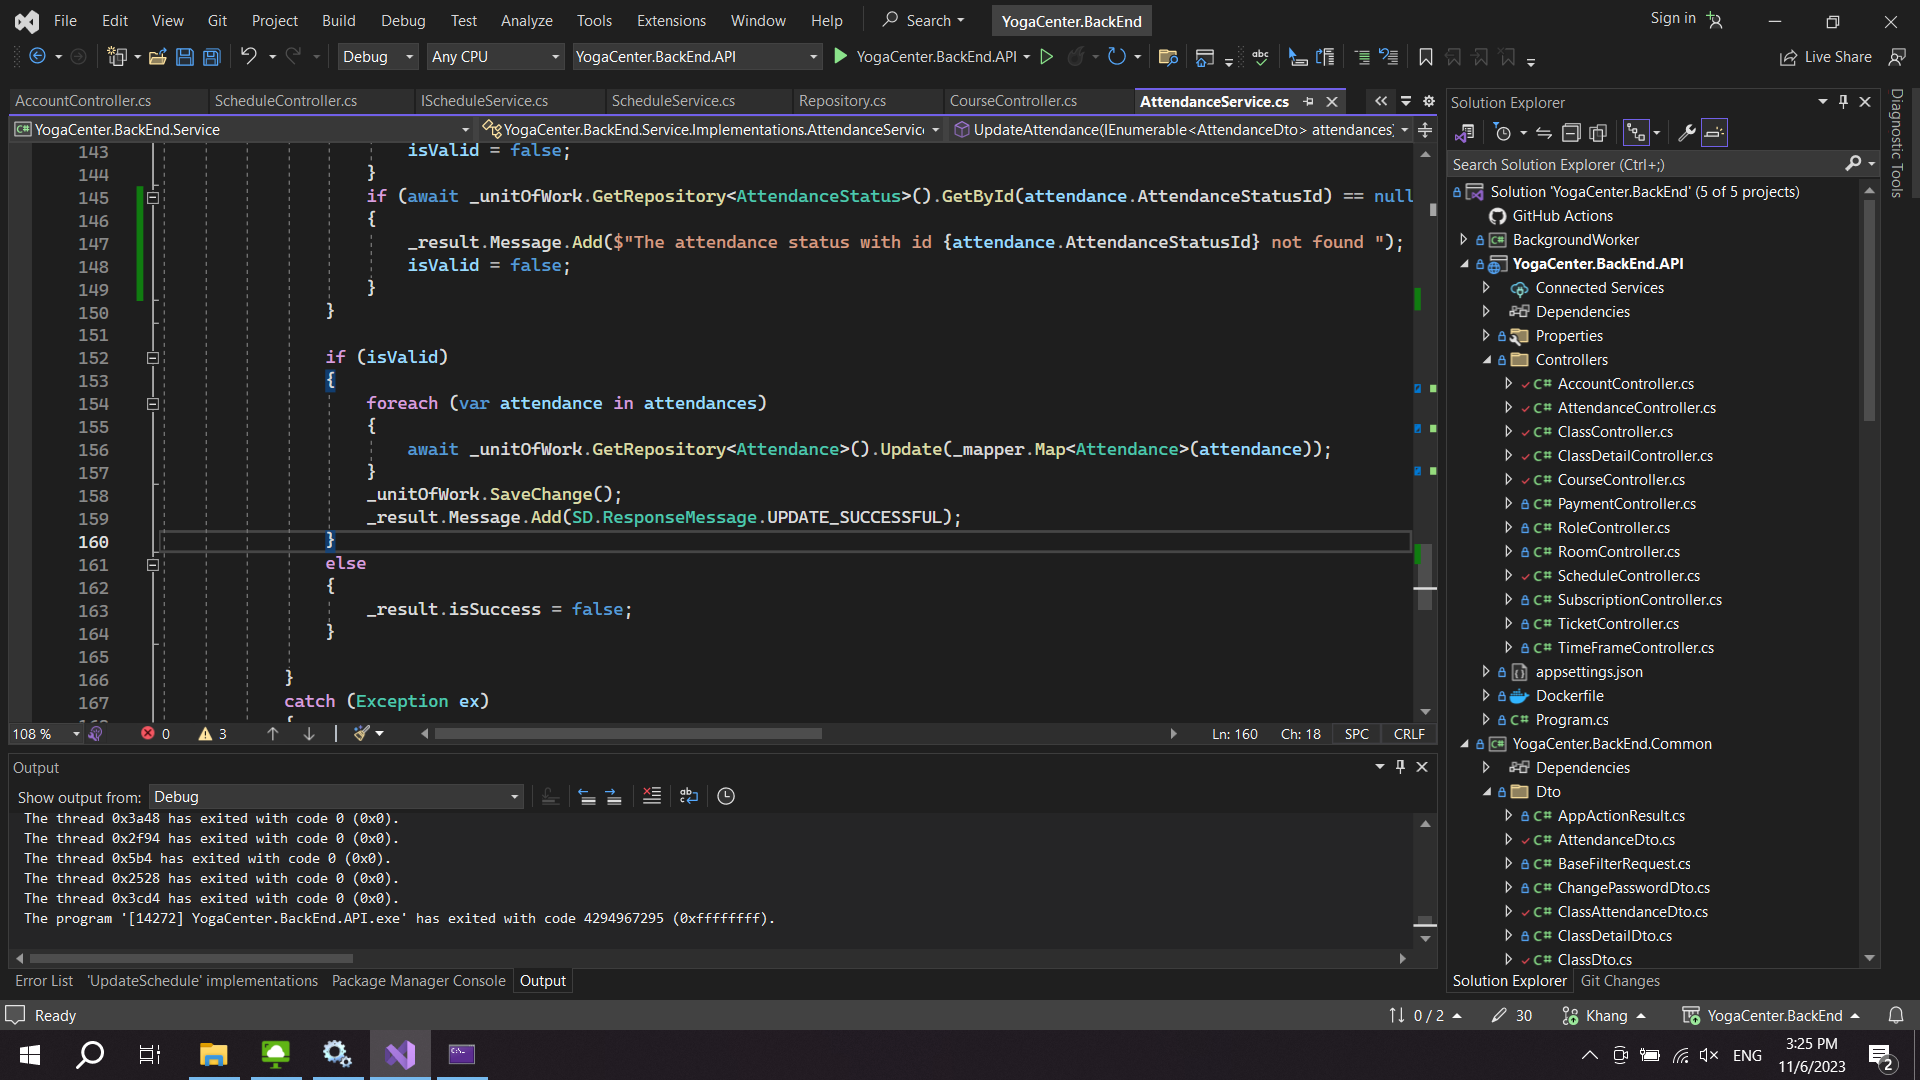 File Edit View Git Project Build Debug Test Analyze Tools Extensions Window Help Search YogaCenter.BackEnd Sign in
Debug Any CPU YogaCenter.BackEnd.API YogaCenter.BackEnd.API Live Share
AccountController.cs ScheduleController.cs IScheduleService.cs ScheduleService.cs Repository.cs CourseController.cs AttendanceService.cs
YogaCenter.BackEnd.Service YogaCenter.BackEnd.Service.Implementations.AttendanceService UpdateAttendance(IEnumerable<AttendanceDto> attendances)
143 isValid = false;
144 }
145 if (await _unitOfWork.GetRepository<AttendanceStatus>().GetById(attendance.AttendanceStatusId) == null
146 {
147 _result.Message.Add($"The attendance status with id {attendance.AttendanceStatusId} not found ");
148 isValid = false;
149 }
150 }
151
152 if (isValid)
153 {
154 foreach (var attendance in attendances)
155 {
156 await _unitOfWork.GetRepository<Attendance>().Update(_mapper.Map<Attendance>(attendance));
157 }
158 _unitOfWork.SaveChange();
159 _result.Message.Add(SD.ResponseMessage.UPDATE_SUCCESSFUL);
160 }
161 else
162 {
163 _result.isSuccess = false;
164 }
165
166 }
167 catch (Exception ex)
108 % 0 3 Ln: 160 Ch: 18 SPC CRLF
Output
Show output from: Debug
The thread 0x3a48 has exited with code 0 (0x0).
The thread 0x2f94 has exited with code 0 (0x0).
The thread 0x5b4 has exited with code 0 (0x0).
The thread 0x2528 has exited with code 0 (0x0).
The thread 0x3cd4 has exited with code 0 (0x0).
The program '[14272] YogaCenter.BackEnd.API.exe' has exited with code 4294967295 (0xffffffff).
Error List 'UpdateSchedule' implementations Package Manager Console Output
Solution Explorer
Search Solution Explorer (Ctrl+;)
Solution 'YogaCenter.BackEnd' (5 of 5 projects)
GitHub Actions
BackgroundWorker
YogaCenter.BackEnd.API
Connected Services
Dependencies
Properties
Controllers
C# AccountController.cs
C# AttendanceController.cs
C# ClassController.cs
C# ClassDetailController.cs
C# CourseController.cs
C# PaymentController.cs
C# RoleController.cs
C# RoomController.cs
C# ScheduleController.cs
C# SubscriptionController.cs
C# TicketController.cs
C# TimeFrameController.cs
appsettings.json
Dockerfile
C# Program.cs
YogaCenter.BackEnd.Common
Dependencies
Dto
C# AppActionResult.cs
C# AttendanceDto.cs
C# BaseFilterRequest.cs
C# ChangePasswordDto.cs
C# ClassAttendanceDto.cs
C# ClassDetailDto.cs
C# ClassDto.cs
Solution Explorer Git Changes
Diagnostic Tools
Ready 0 / 2 30 Khang YogaCenter.BackEnd
ENG 3:25 PM
11/6/2023 2